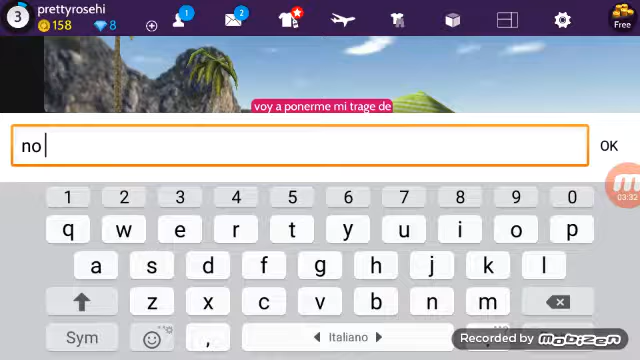 3 prettyrosehi
158 8 1 2 Free
voy a ponerme mi trage de
no OK
03:32
1 2 3 4 5 6 7 8 9 0
q w e r t y u i o p
a s d f g h j k l
z x c v b n m
Sym , Italiano
Recorded by MOBIZEN